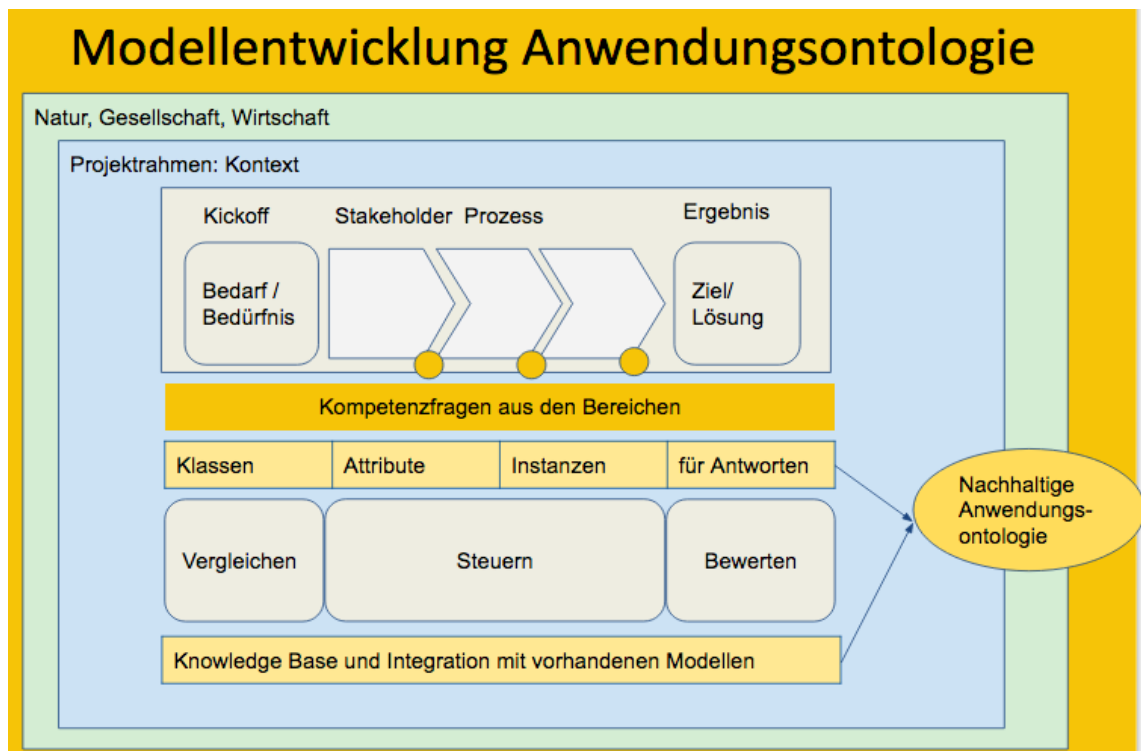 Modellentwicklung Anwendungsontologie
Natur, Gesellschaft, Wirtschaft
Projektrahmen: Kontext
Kickoff
Stakeholder Prozess
Ergebnis
Bedarf /
Bedürfnis
Ziel/
Lösung
Kompetenzfragen aus den Bereichen
Klassen
Attribute
Instanzen
für Antworten
Nachhaltige
Anwendungs-
ontologie
Vergleichen
Steuern
Bewerten
Knowledge Base und Integration mit vorhandenen Modellen